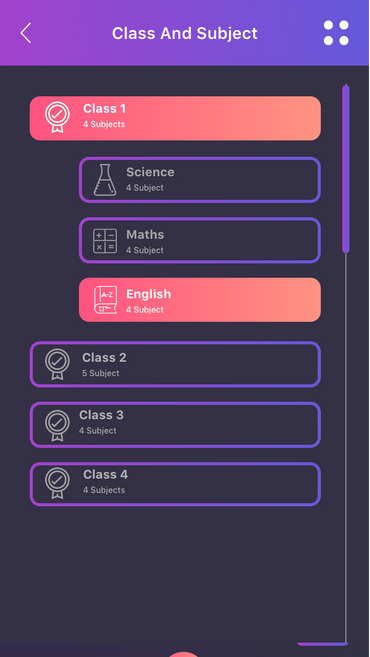 Class And Subject
Class 1
4 Subjects
Science
4 Subject
Maths
4 Subject
A-Z
English
4 Subject
Class 2
5 Subject
Class 3
4 Subject
Class 4
4 Subjects